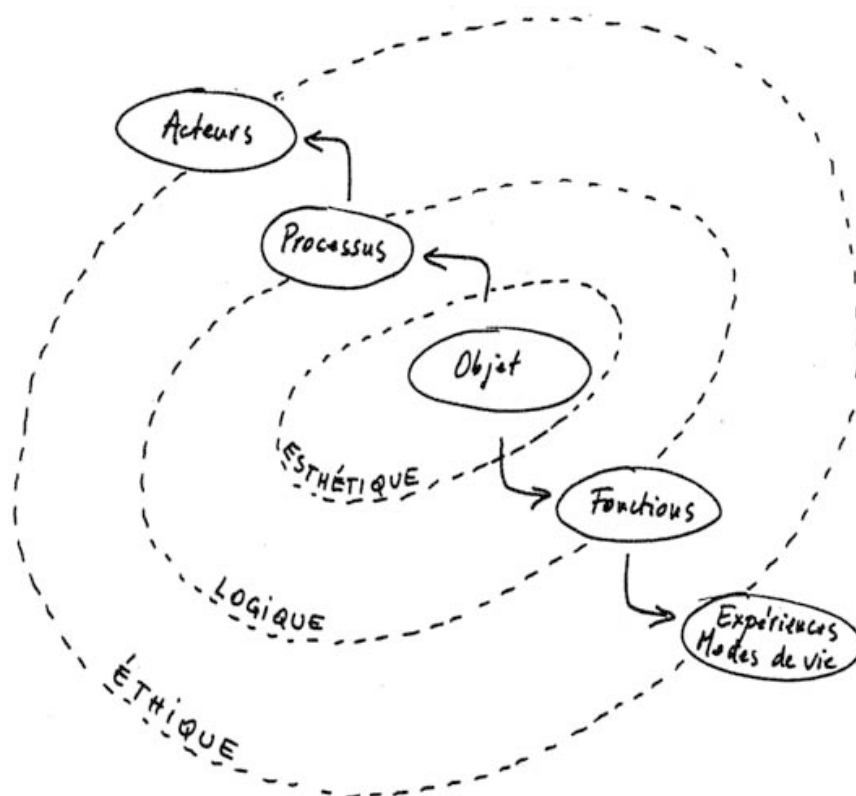 Acteurs
Processus
Objet
ESTHÉTIQUE
Fonctions
LOGIQUE
Expériences
Modes de vie
ÉTHIQUE